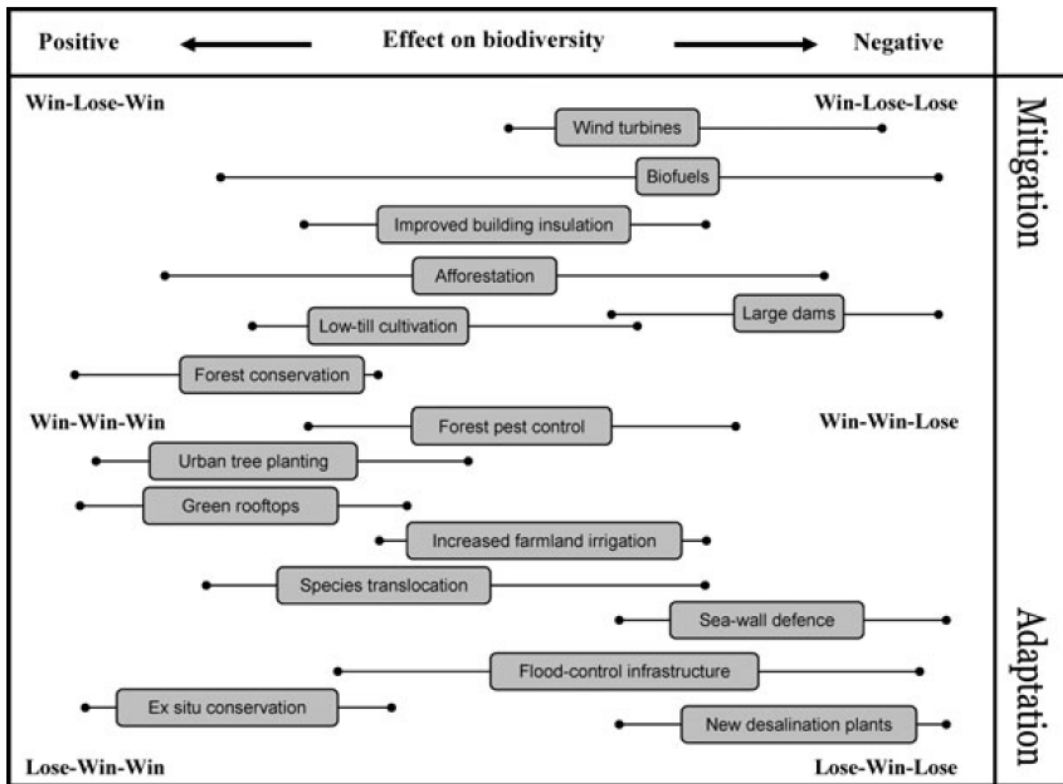 Positive Effect on biodiversity Negative
Win-Lose-Win Win-Lose-Lose
Mitigation
Wind turbines
Biofuels
Improved building insulation
Afforestation
Large dams
Low-till cultivation
Forest conservation
Win-Win-Win Win-Win-Lose
Forest pest control
Urban tree planting
Green rooftops
Increased farmland irrigation
Species translocation
Adaptation
Sea-wall defence
Flood-control infrastructure
Ex situ conservation
New desalination plants
Lose-Win-Win Lose-Win-Lose